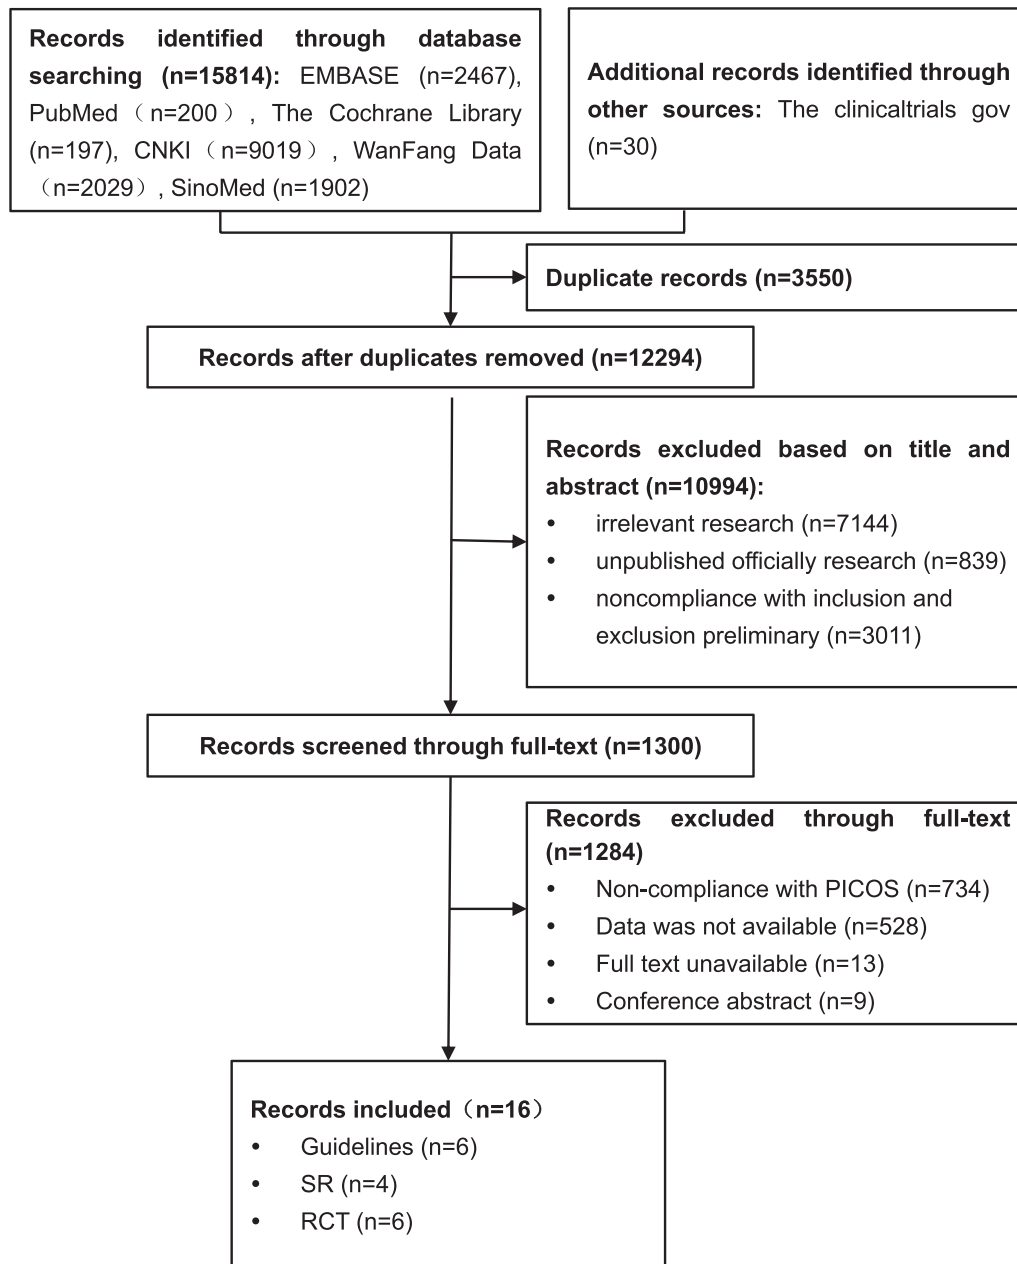 Records identified through database
searching (n=15814): EMBASE (n=2467),
PubMed（n=200）, The Cochrane Library
(n=197), CNKI（n=9019）, WanFang Data
（n=2029）, SinoMed (n=1902)
Additional records identified through
other sources: The clinicaltrials gov
(n=30)
Duplicate records (n=3550)
Records after duplicates removed (n=12294)
Records excluded based on title and
abstract (n=10994):
• irrelevant research (n=7144)
• unpublished officially research (n=839)
• noncompliance with inclusion and
exclusion preliminary (n=3011)
Records screened through full-text (n=1300)
Records excluded through full-text
(n=1284)
• Non-compliance with PICOS (n=734)
• Data was not available (n=528)
• Full text unavailable (n=13)
• Conference abstract (n=9)
Records included（n=16）
• Guidelines (n=6)
• SR (n=4)
• RCT (n=6)